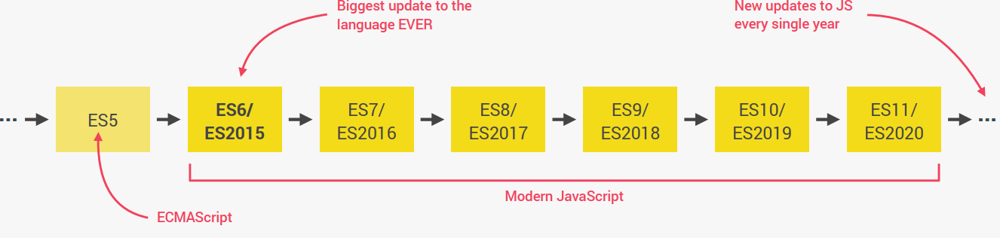 Biggest update to the
language EVER
New updates to JS
every single year
ES5
ES6/
ES2015
ES7/
ES2016
ES8/
ES2017
ES9/
ES2018
ES10/
ES2019
ES11/
ES2020
Modern JavaScript
ECMAScript